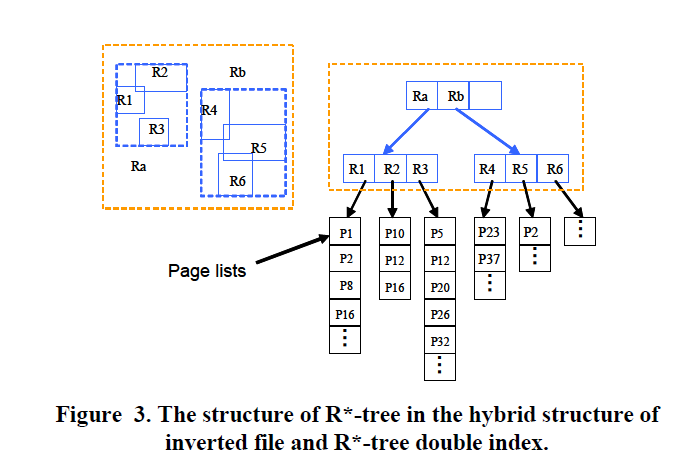 R2
Rb
R1
R4
R3
R5
Ra
R6
Ra Rb
R1 R2 R3
R4 R5 R6
P1 P10 P5 P23 P2 ⋮
P2 P12 P12 P37 ⋮
P8 P16 P20 ⋮
P16 P26
⋮ P32
⋮
Page lists
Figure 3. The structure of R*-tree in the hybrid structure of
inverted file and R*-tree double index.